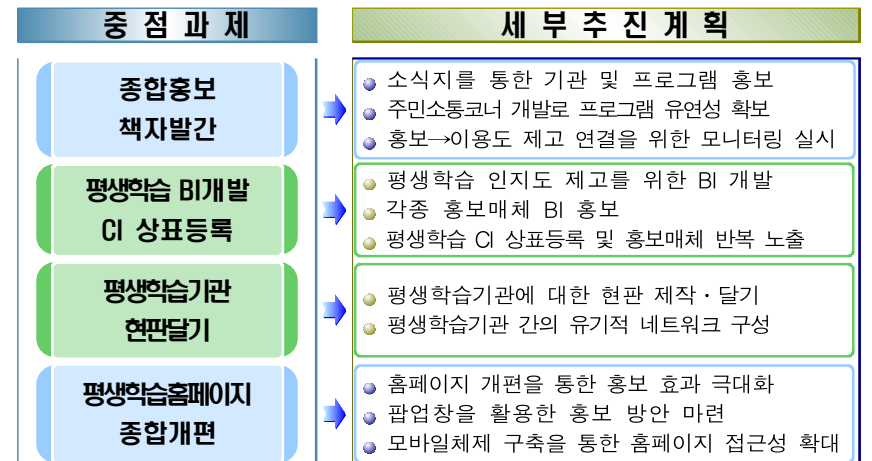 중 점 과 제
세 부 추 진 계 획
종합홍보
책자발간
소식지를 통한 기관 및 프로그램 홍보
주민소통코너 개발로 프로그램 유연성 확보
홍보→이용도 제고 연결을 위한 모니터링 실시
평생학습 BI개발
CI 상표등록
평생학습 인지도 제고를 위한 BI 개발
각종 홍보매체 BI 홍보
평생학습 CI 상표등록 및 홍보매체 반복 노출
평생학습기관
현판달기
평생학습기관에 대한 현판 제작·달기
평생학습기관 간의 유기적 네트워크 구성
평생학습홈페이지
종합개편
홈페이지 개편을 통한 홍보 효과 극대화
팝업창을 활용한 홍보 방안 마련
모바일체제 구축을 통한 홈페이지 접근성 확대